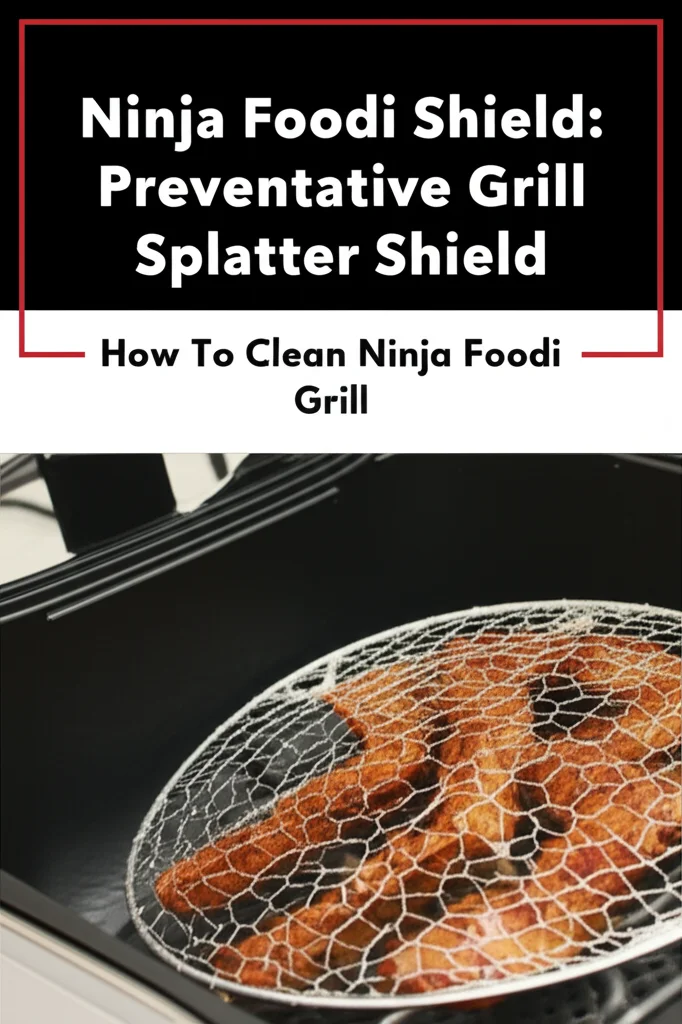 Ninja Foodi Shield:
Preventative Grill
Splatter Shield
How To Clean Ninja Foodi
Grill